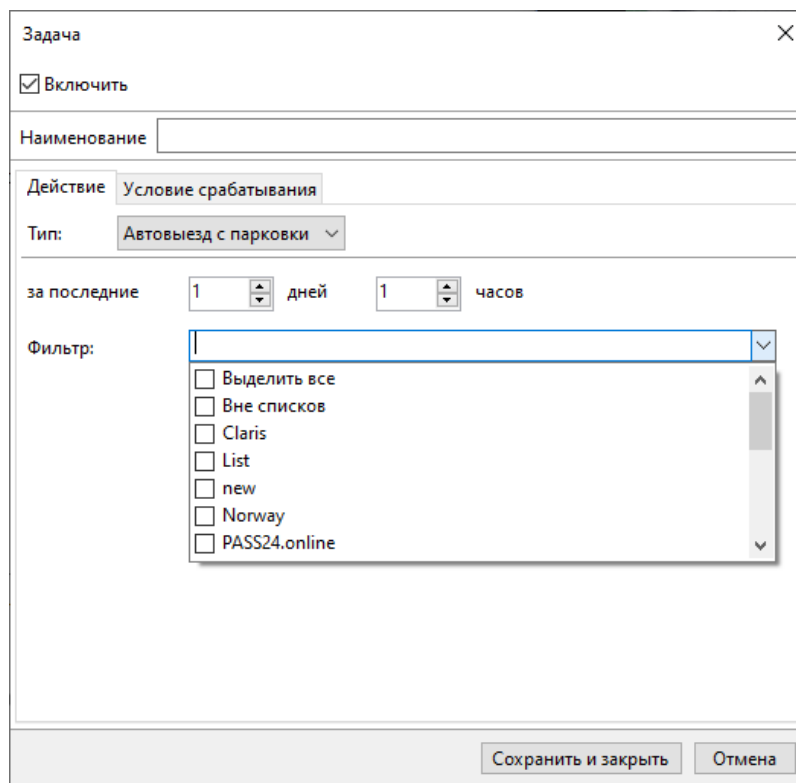 Задача
Включить
Наименование
Действие Условие срабатывания
Тип: Автовыезд с парковки
за последние 1 дней 1 часов
Фильтр:
Выделить все
Вне списков
Claris
List
new
Norway
PASS24.online
Сохранить и закрыть Отмена